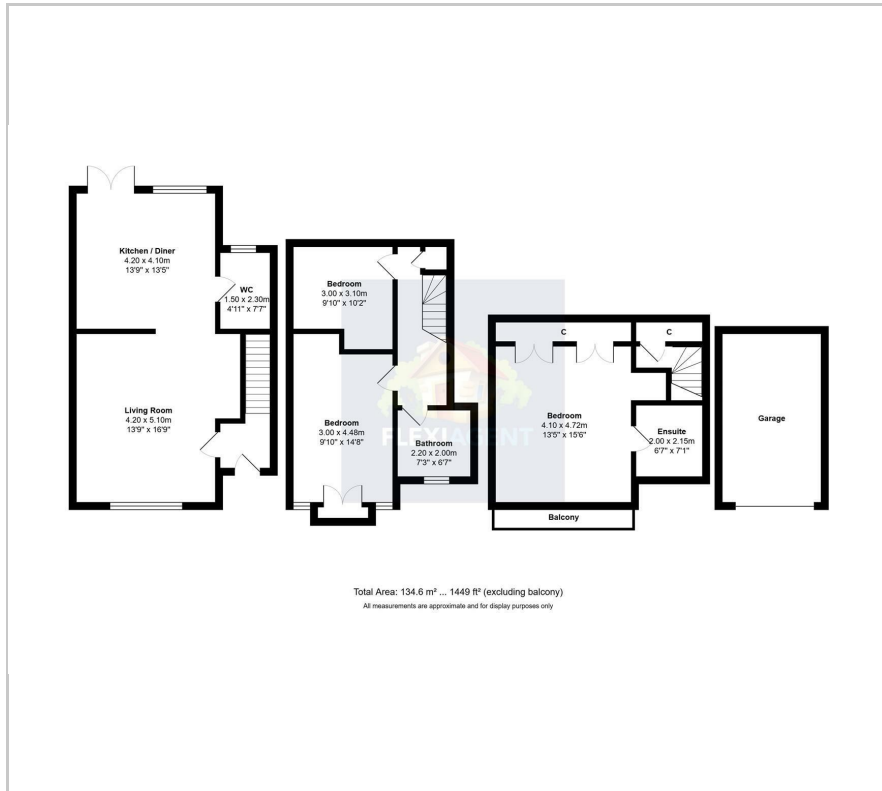 Kitchen / Diner
4.20 x 4.10m
13'9" x 13'5"
WC
1.50 x 2.30m
4'11" x 7'7"
Living Room
4.20 x 5.10m
13'9" x 16'9"
Bedroom
3.00 x 3.10m
9'10" x 10'2"
Bedroom
3.00 x 4.48m
9'10" x 14'8"
Bathroom
2.20 x 2.00m
7'3" x 6'7"
FLEXIAGENT
C
C
Bedroom
4.10 x 4.72m
13'5" x 15'6"
Ensuite
2.00 x 2.15m
6'7" x 7'1"
Balcony
Garage
Total Area: 134.6 m² ... 1449 ft² (excluding balcony)
All measurements are approximate and for display purposes only